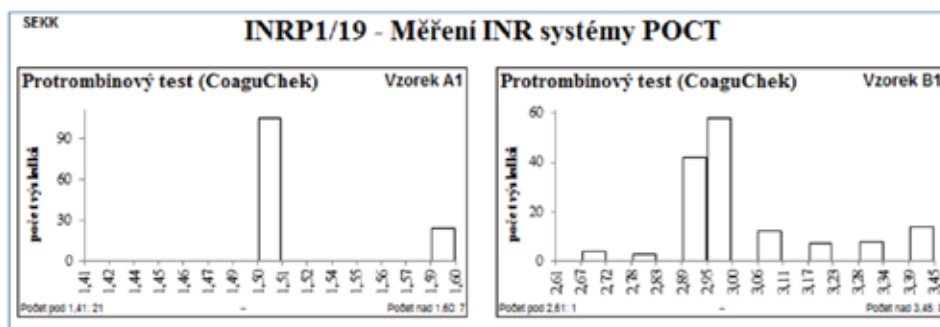 SEKK
INRP1/19 - Měření INR systémy POCT
Protrombinový test (CoaguChek) Vzorek A1
počet výsledků
90
60
30
0
1,41 1,42 1,44 1,45 1,46 1,47 1,49 1,50 1,51 1,52 1,54 1,55 1,56 1,57 1,59 1,60
Počet pod 1,41: 21 – Počet nad 1,60: 7
Protrombinový test (CoaguChek) Vzorek B1
počet výsledků
60
40
20
0
2,61 2,67 2,72 2,78 2,83 2,89 2,95 3,00 3,06 3,11 3,17 3,23 3,28 3,34 3,39 3,45
Počet pod 2,61: 1 – Počet nad 3,45: